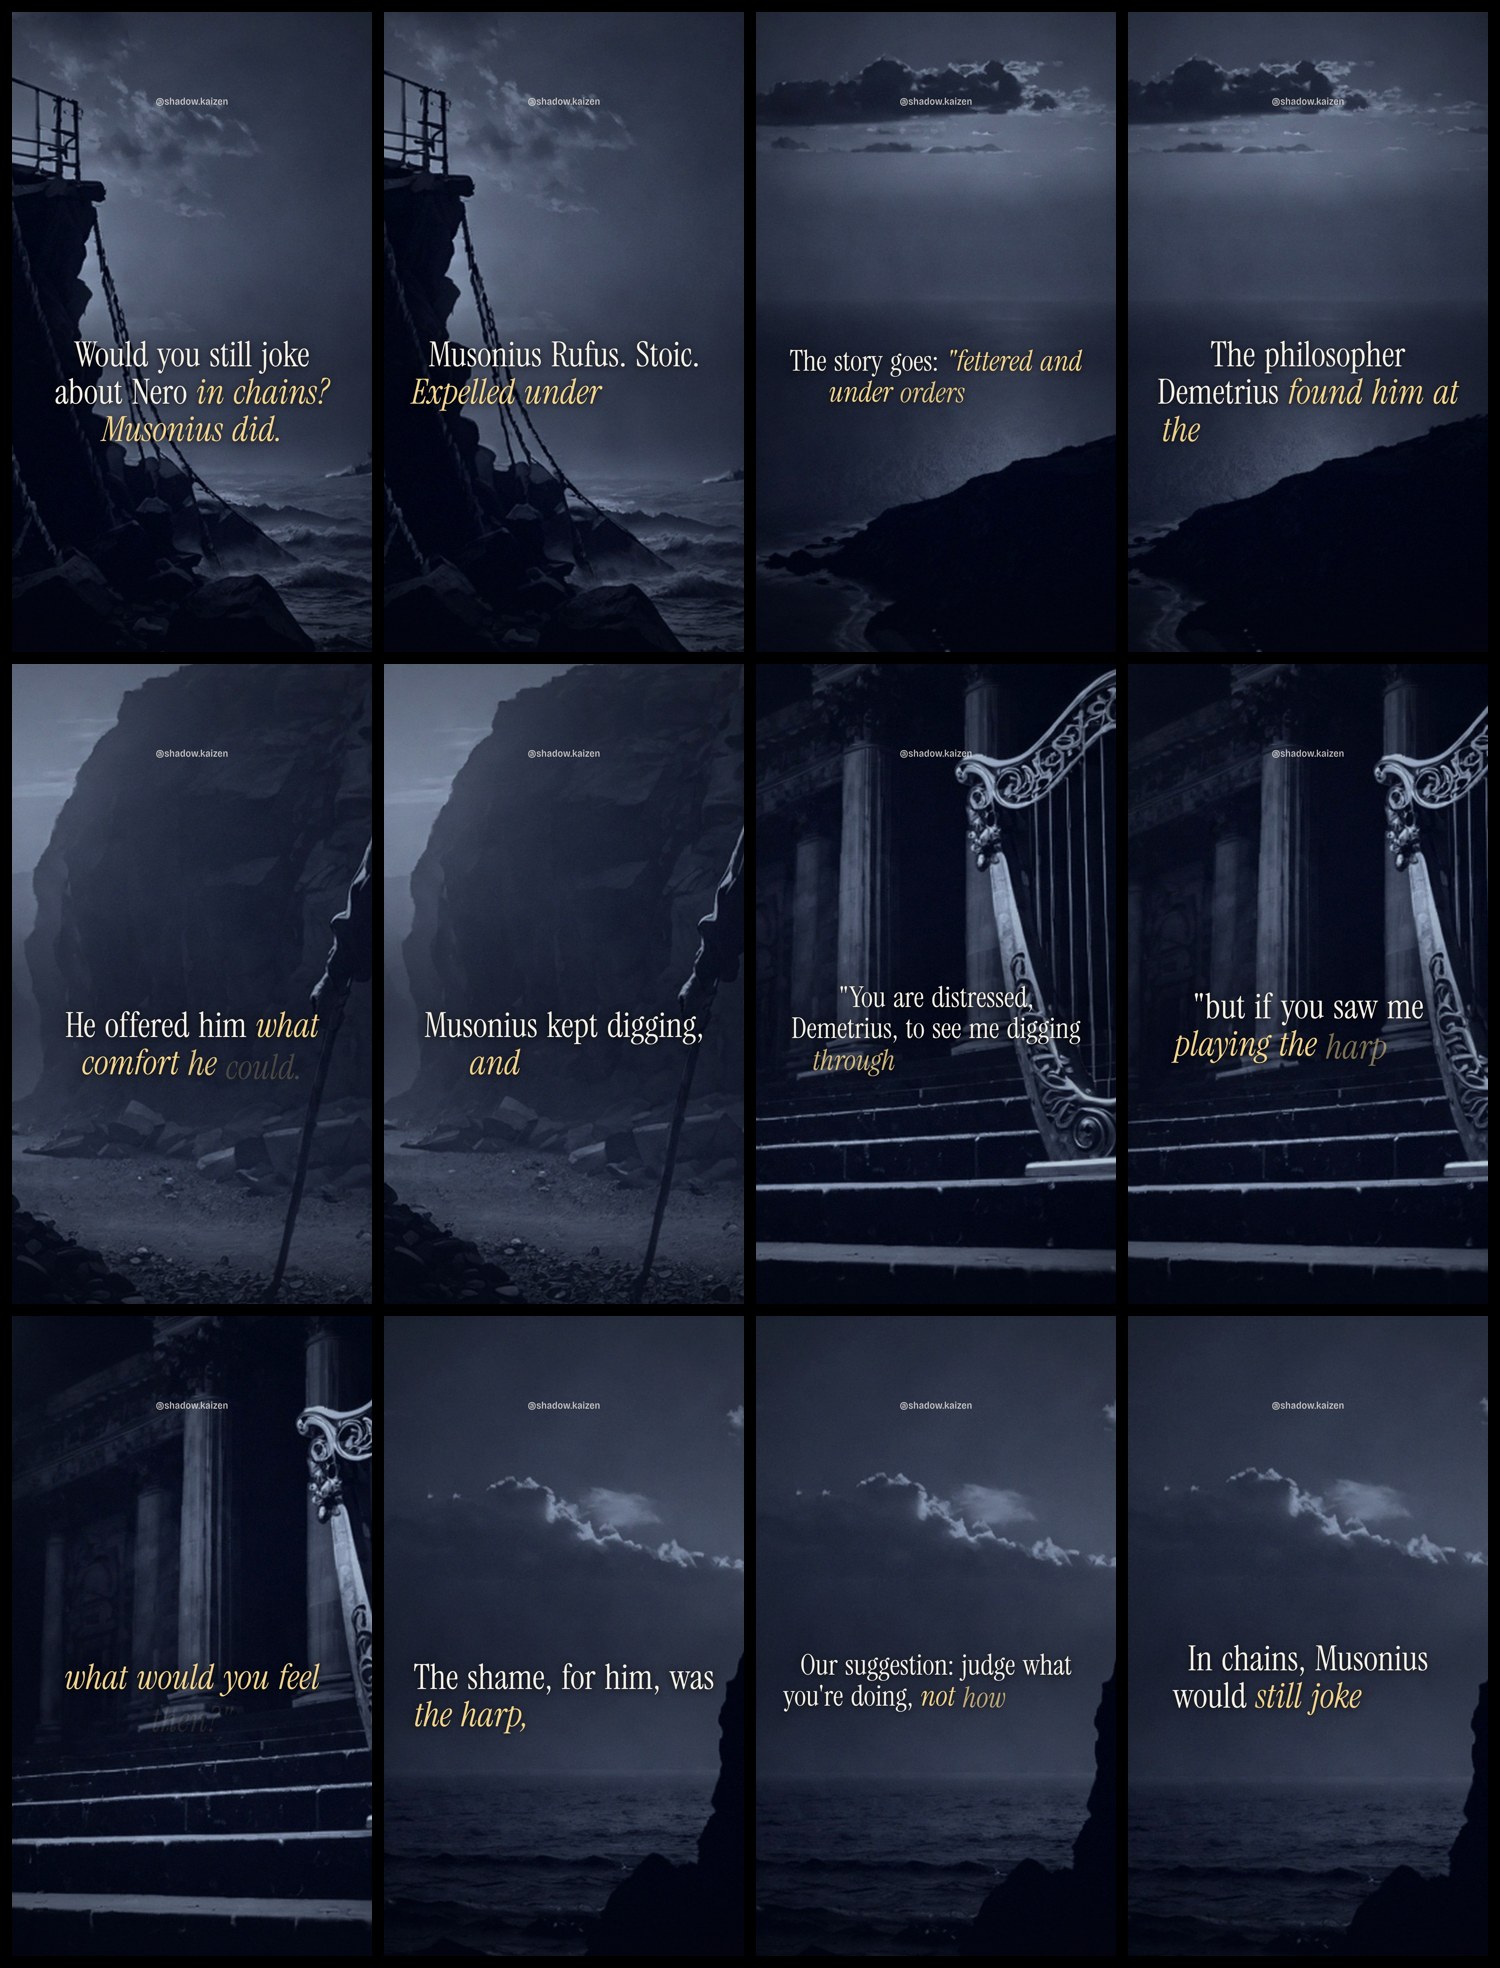 @shadow.kaizen
Would you still joke
about Nero in chains?
Musonius did.
@shadow.kaizen
Musonius Rufus. Stoic.
Expelled under
@shadow.kaizen
The story goes: "fettered and
under orders
@shadow.kaizen
The philosopher
Demetrius found him at
the
@shadow.kaizen
He offered him what
comfort he could.
@shadow.kaizen
Musonius kept digging,
and
@shadow.kaizen
"You are distressed,
Demetrius, to see me digging
through
@shadow.kaizen
"but if you saw me
playing the harp
@shadow.kaizen
what would you feel
then?"
@shadow.kaizen
The shame, for him, was
the harp,
@shadow.kaizen
Our suggestion: judge what
you're doing, not how
@shadow.kaizen
In chains, Musonius
would still joke